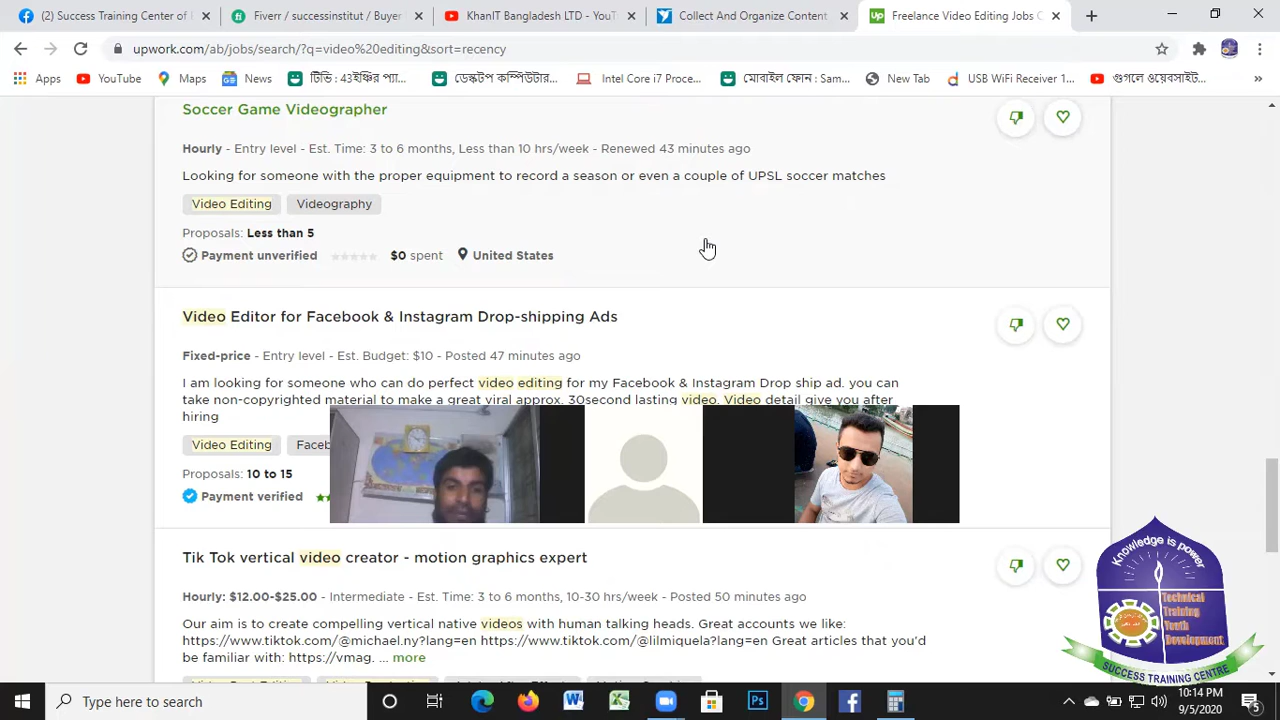 (2) Success Training Center of
Fiverr / successinstitut / Buyer
KhanIT Bangladesh LTD - YouT
Collect And Organize Content
Freelance Video Editing Jobs O
upwork.com/ab/jobs/search/?q=video%20editing&sort=recency
Apps
YouTube
Maps
News
টিভি : 43ইঞ্চির প্যা...
ডেস্কটপ কম্পিউটার...
Intel Core i7 Proce...
মোবাইল ফোন : Sam...
New Tab
USB WiFi Receiver 1...
গুগলে ওয়েবসাইট...
»
Soccer Game Videographer
Hourly - Entry level - Est. Time: 3 to 6 months, Less than 10 hrs/week - Renewed 43 minutes ago
Looking for someone with the proper equipment to record a season or even a couple of UPSL soccer matches
Video Editing Videography
Proposals: Less than 5
Payment unverified $0 spent United States
Video Editor for Facebook & Instagram Drop-shipping Ads
Fixed-price - Entry level - Est. Budget: $10 - Posted 47 minutes ago
I am looking for someone who can do perfect video editing for my Facebook & Instagram Drop ship ad. you can
take non-copyrighted material to make a great viral approx. 30second lasting video. Video detail give you after
hiring
Video Editing Faceb
Proposals: 10 to 15
Payment verified
Tik Tok vertical video creator - motion graphics expert
Hourly: $12.00-$25.00 - Intermediate - Est. Time: 3 to 6 months, 10-30 hrs/week - Posted 50 minutes ago
Our aim is to create compelling vertical native videos with human talking heads. Great accounts we like:
https://www.tiktok.com/@michael.ny?lang=en https://www.tiktok.com/@lilmiquela?lang=en Great articles that you'd
be familiar with: https://vmag. ... more
Knowledge is power
Technical
Training
Youth
Development
SUCCESS TRAINING CENTRE
Type here to search
10:14 PM
9/5/2020
5